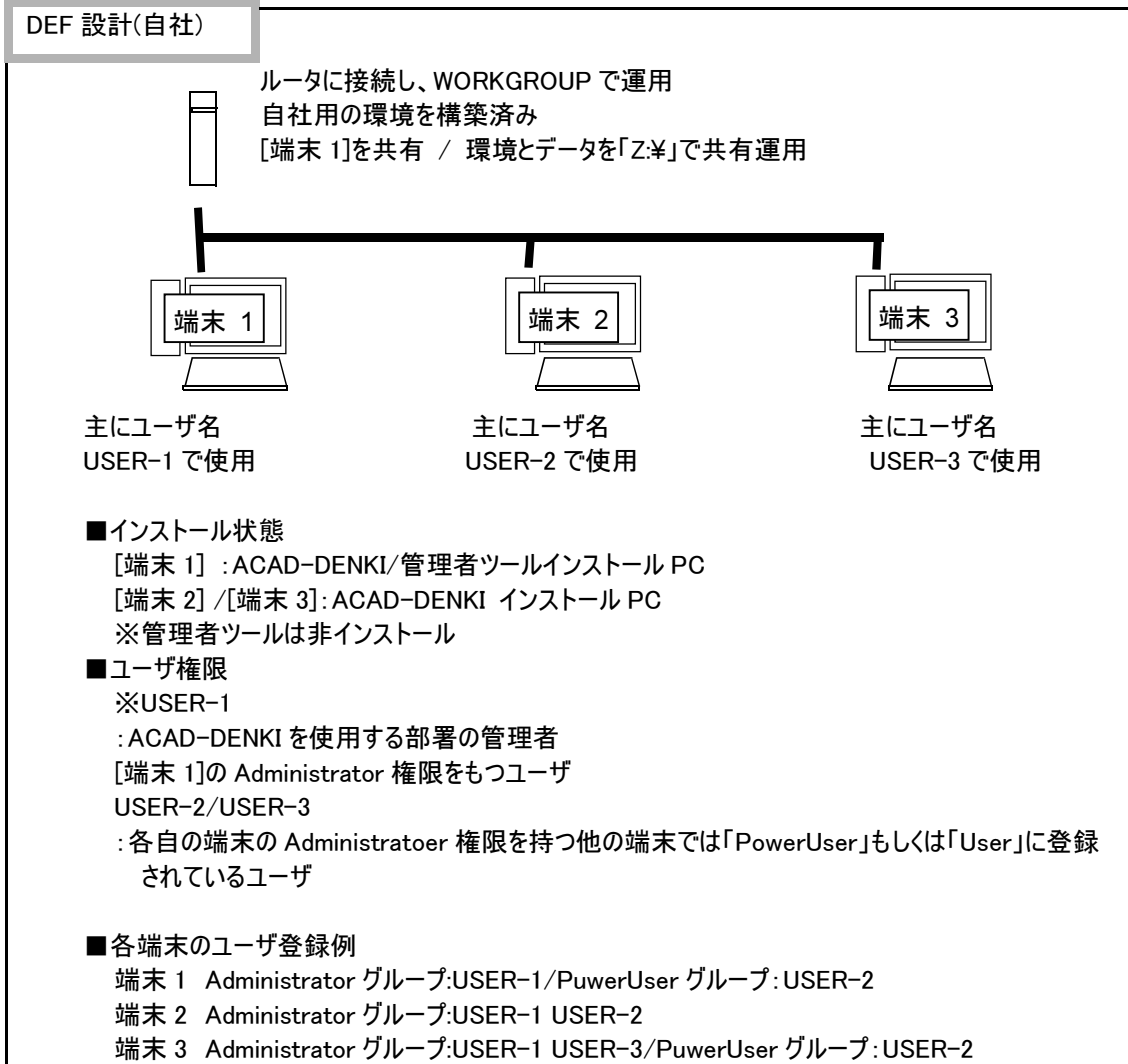 DEF 設計(自社)
ルータに接続し、WORKGROUP で運用
自社用の環境を構築済み
[端末 1]を共有 / 環境とデータを「Z:¥」で共有運用
端末 1
端末 2
端末 3
主にユーザ名
USER-1 で使用
主にユーザ名
USER-2 で使用
主にユーザ名
USER-3 で使用
■インストール状態
[端末 1] :ACAD-DENKI/管理者ツールインストール PC
[端末 2] /[端末 3]:ACAD-DENKI インストール PC
※管理者ツールは非インストール
■ユーザ権限
※USER-1
:ACAD-DENKI を使用する部署の管理者
[端末 1]の Administrator 権限をもつユーザ
USER-2/USER-3
:各自の端末の Administratoer 権限を持つ他の端末では「PowerUser」もしくは「User」に登録
されているユーザ
■各端末のユーザ登録例
端末 1 Administrator グループ:USER-1/PuwerUser グループ:USER-2
端末 2 Administrator グループ:USER-1 USER-2
端末 3 Administrator グループ:USER-1 USER-3/PuwerUser グループ:USER-2